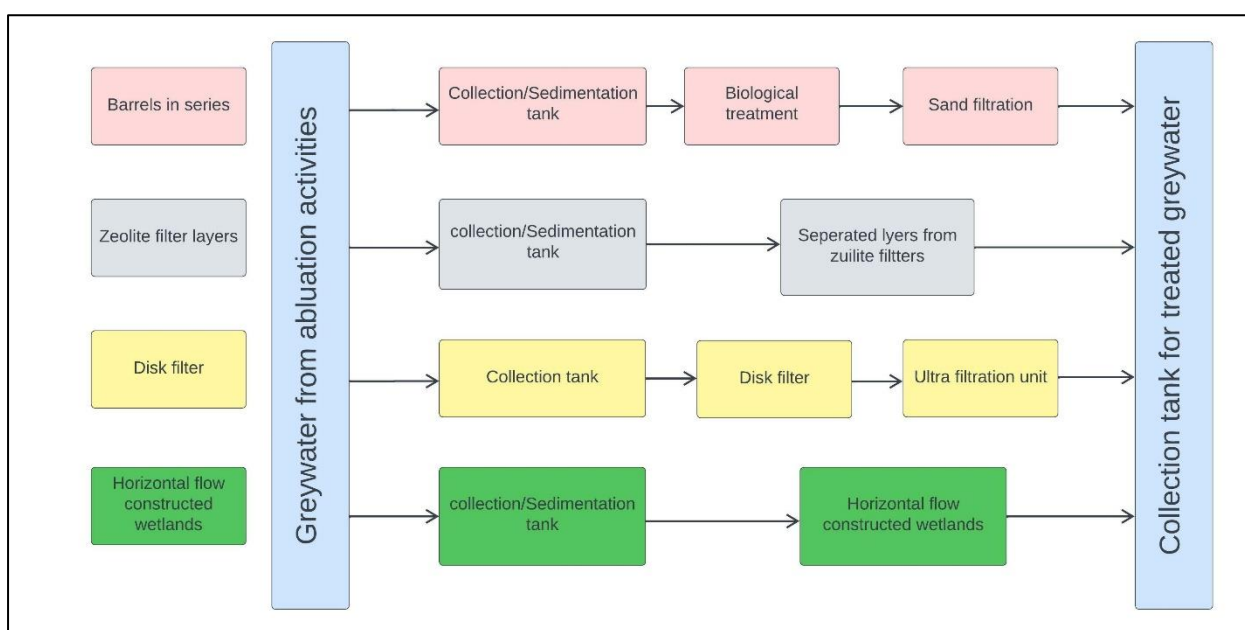 Barrels in series
Zeolite filter layers
Disk filter
Horizontal flow
constructed
wetlands
Greywater from abluation activities
Collection/Sedimentation
tank
Biological
treatment
Sand filtration
collection/Sedimentation
tank
Seperated lyers from
zuilite filtters
Collection tank
Disk filter
Ultra filtration unit
collection/Sedimentation
tank
Horizontal flow
constructed wetlands
Collection tank for treated greywater